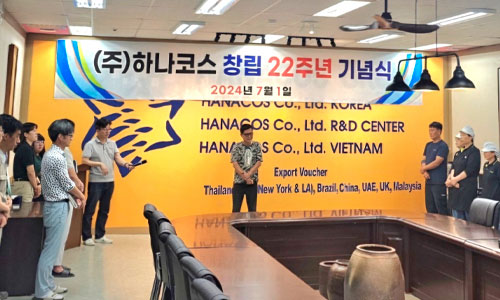 (주)하나코스 창립 22주년 기념식
2024년 7월 1일
HANACOS Co., Ltd. KOREA
HANACOS Co., Ltd. R&D CENTER
HANACOS Co., Ltd. VIETNAM
Export Voucher
Thailand, New York & LA), Brazil, China, UAE, UK, Malaysia